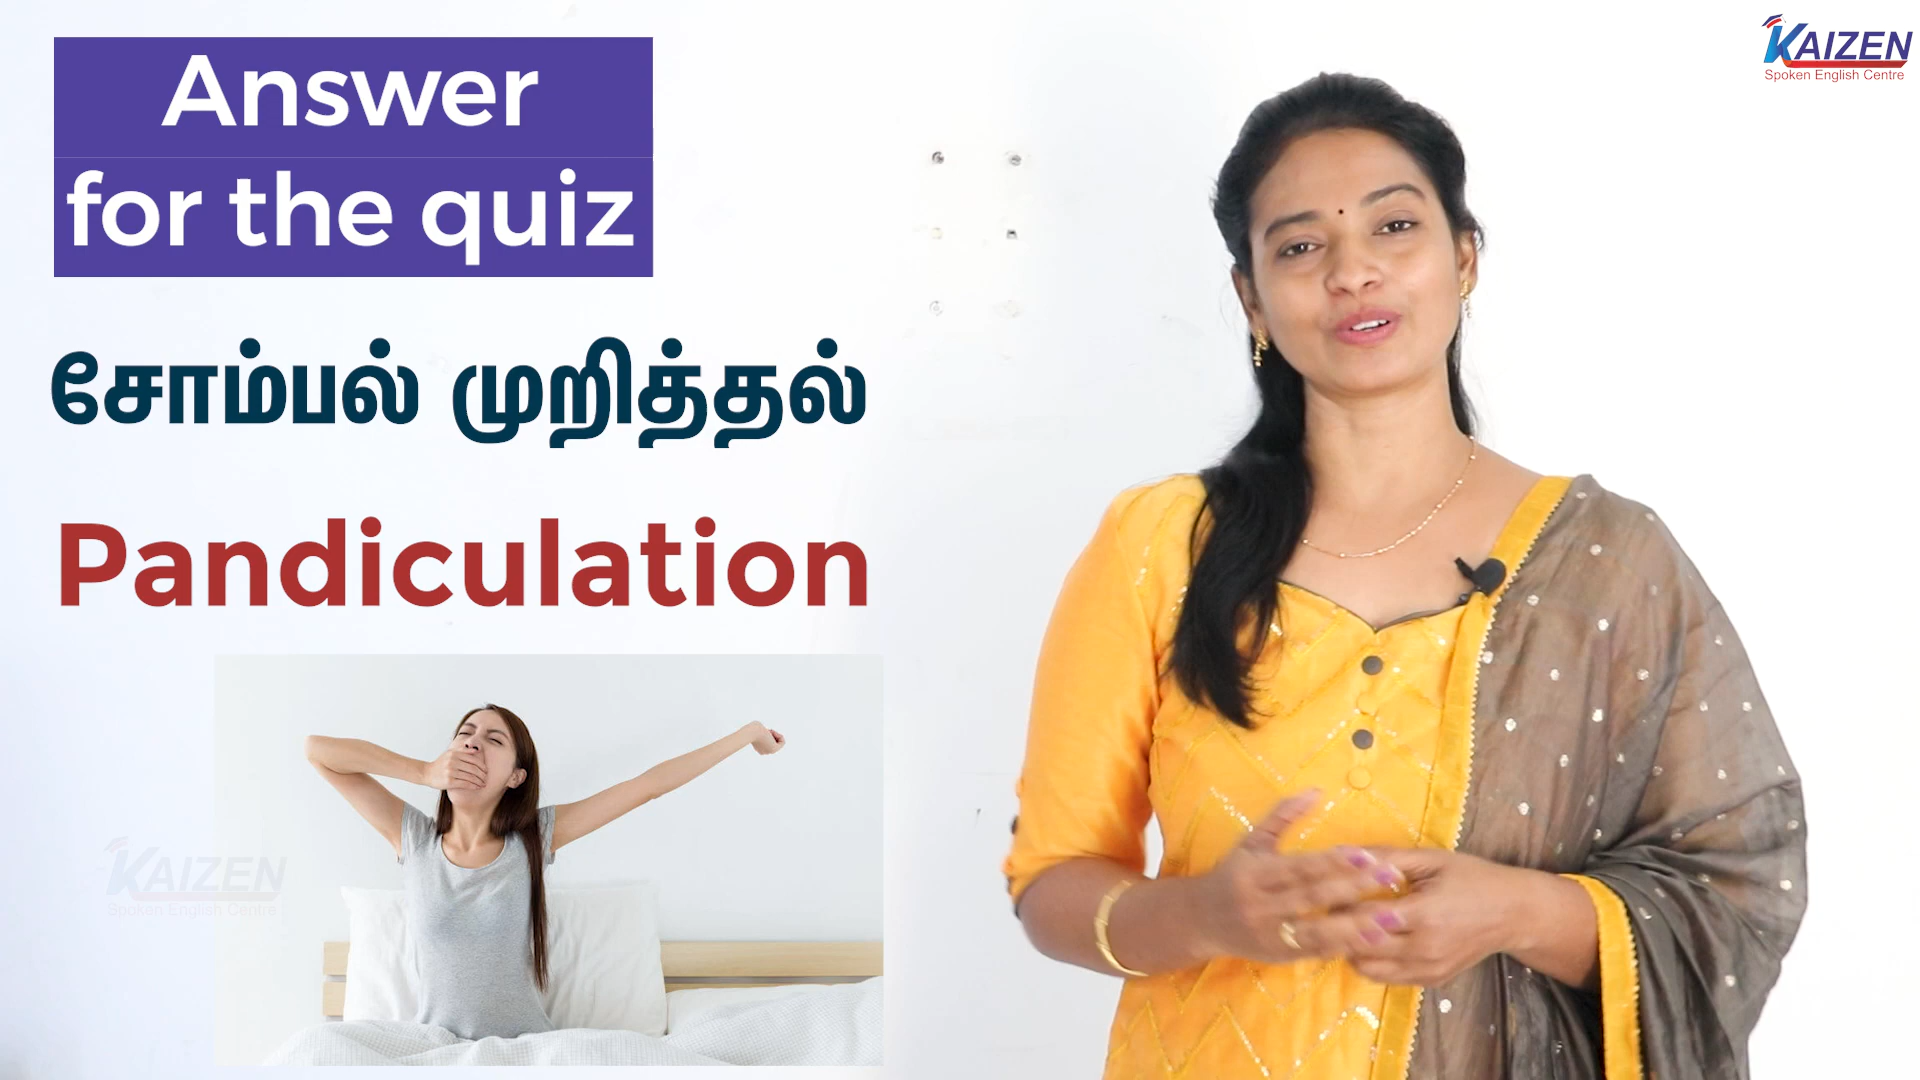 KAIZEN
Spoken English Centre
Answer
for the quiz
சோம்பல் முறித்தல்
Pandiculation
KAIZEN
Spoken English Centre